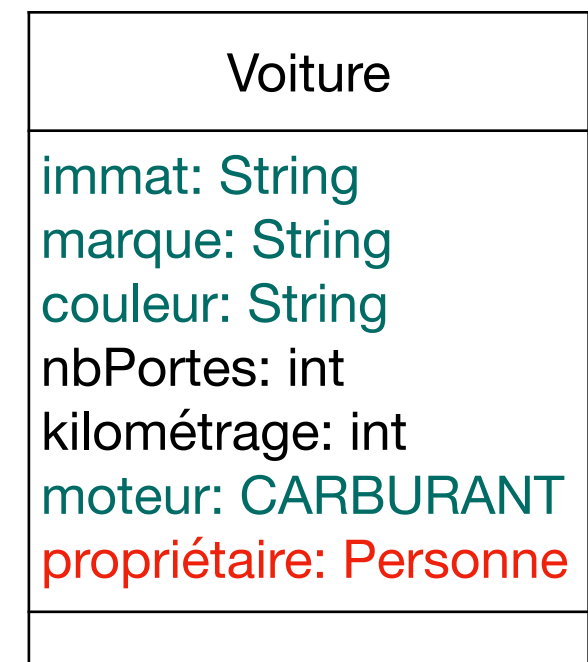 Voiture
immat: String
marque: String
couleur: String
nbPortes: int
kilométrage: int
moteur: CARBURANT
propriétaire: Personne